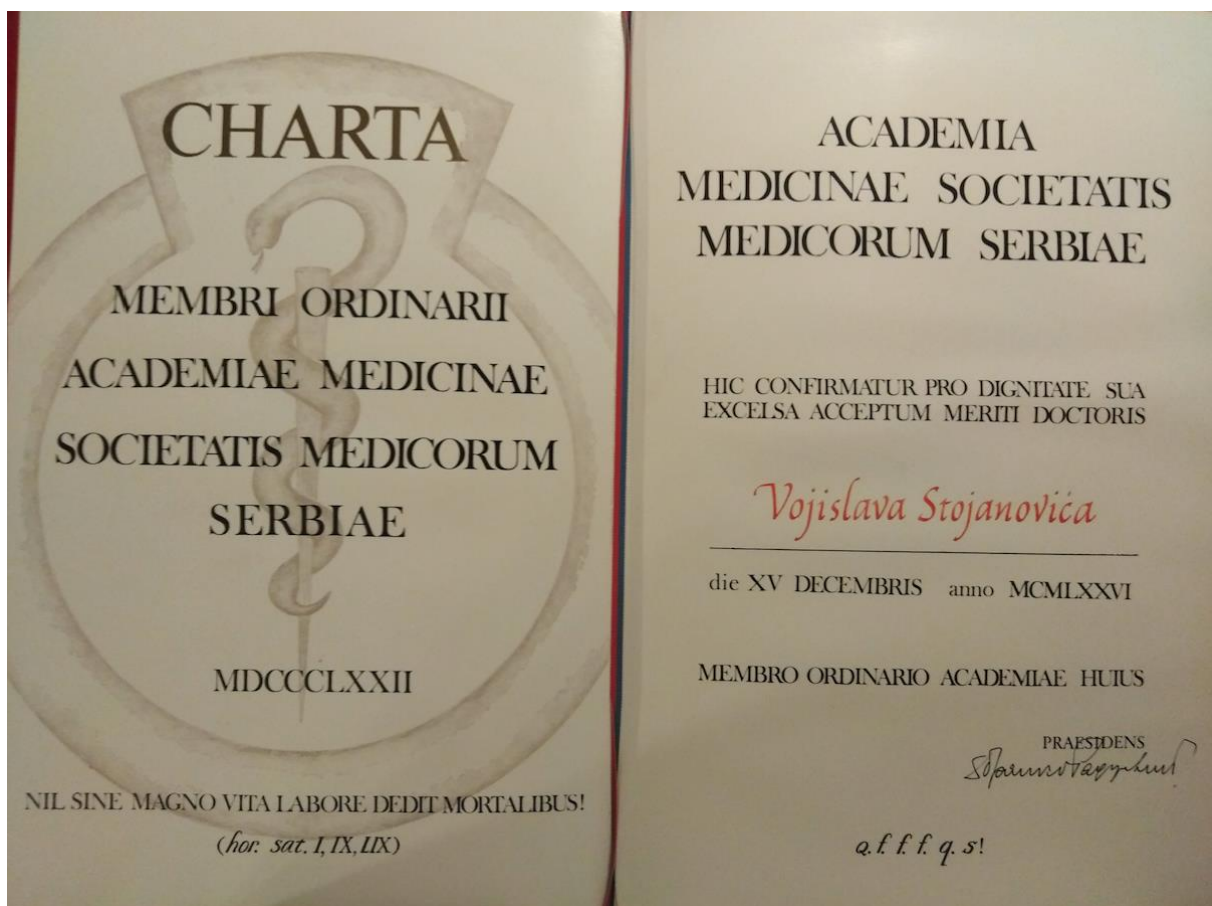 CHARTA
MEMBRI ORDINARII
ACADEMIAE MEDICINAE
SOCIETATIS MEDICORUM
SERBIAE
MDCCCLXXII
NIL SINE MAGNO VITA LABORE DEDIT MORTALIBUS!
(hor. sat. I, IX, LIX)
ACADEMIA
MEDICINAE SOCIETATIS
MEDICORUM SERBIAE
HIC CONFIRMATUR PRO DIGNITATE SUA
EXCELSA ACCEPTUM MERITI DOCTORIS
Vojislava Stojanovića
die XV DECEMBRIS anno MCMLXXVI
MEMBRO ORDINARIO ACADEMIAE HUIUS
PRAESIDENS
q. f. f. f. q. s!